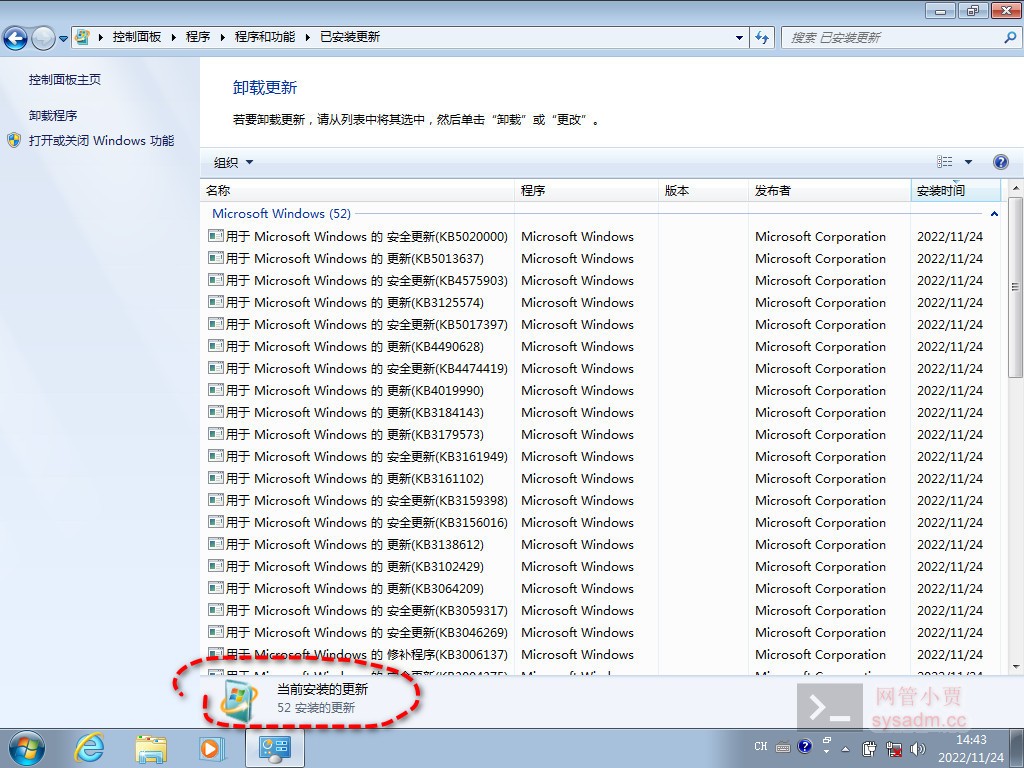 控制面板 程序 程序和功能 已安装更新 搜索 已安装更新
控制面板主页
卸载程序
打开或关闭 Windows 功能
卸载更新
若要卸载更新，请从列表中将其选中，然后单击“卸载”或“更改”。
组织
名称 程序 版本 发布者 安装时间
Microsoft Windows (52)
用于 Microsoft Windows 的 安全更新(KB5020000) Microsoft Windows Microsoft Corporation 2022/11/24
用于 Microsoft Windows 的 更新(KB5013637) Microsoft Windows Microsoft Corporation 2022/11/24
用于 Microsoft Windows 的 安全更新(KB4575903) Microsoft Windows Microsoft Corporation 2022/11/24
用于 Microsoft Windows 的 更新(KB3125574) Microsoft Windows Microsoft Corporation 2022/11/24
用于 Microsoft Windows 的 安全更新(KB5017397) Microsoft Windows Microsoft Corporation 2022/11/24
用于 Microsoft Windows 的 更新(KB4490628) Microsoft Windows Microsoft Corporation 2022/11/24
用于 Microsoft Windows 的 安全更新(KB4474419) Microsoft Windows Microsoft Corporation 2022/11/24
用于 Microsoft Windows 的 更新(KB4019990) Microsoft Windows Microsoft Corporation 2022/11/24
用于 Microsoft Windows 的 更新(KB3184143) Microsoft Windows Microsoft Corporation 2022/11/24
用于 Microsoft Windows 的 更新(KB3179573) Microsoft Windows Microsoft Corporation 2022/11/24
用于 Microsoft Windows 的 安全更新(KB3161949) Microsoft Windows Microsoft Corporation 2022/11/24
用于 Microsoft Windows 的 更新(KB3161102) Microsoft Windows Microsoft Corporation 2022/11/24
用于 Microsoft Windows 的 安全更新(KB3159398) Microsoft Windows Microsoft Corporation 2022/11/24
用于 Microsoft Windows 的 安全更新(KB3156016) Microsoft Windows Microsoft Corporation 2022/11/24
用于 Microsoft Windows 的 更新(KB3138612) Microsoft Windows Microsoft Corporation 2022/11/24
用于 Microsoft Windows 的 更新(KB3102429) Microsoft Windows Microsoft Corporation 2022/11/24
用于 Microsoft Windows 的 更新(KB3064209) Microsoft Windows Microsoft Corporation 2022/11/24
用于 Microsoft Windows 的 安全更新(KB3059317) Microsoft Windows Microsoft Corporation 2022/11/24
用于 Microsoft Windows 的 安全更新(KB3046269) Microsoft Windows Microsoft Corporation 2022/11/24
用于 Microsoft Windows 的 修补程序(KB3006137) Microsoft Windows Microsoft Corporation 2022/11/24
当前安装的更新
52 安装的更新
网管小贾
sysadm.cc
CH
14:43
2022/11/24